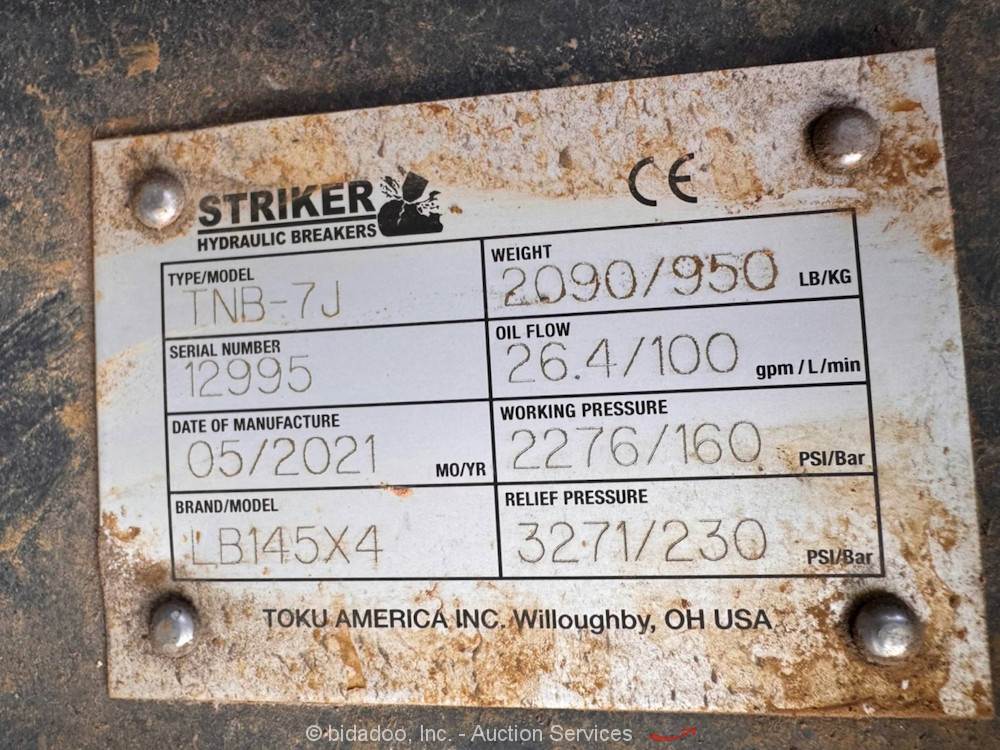 STRIKER
HYDRAULIC BREAKERS
CE
TYPE/MODEL
TNB-7J
SERIAL NUMBER
12995
DATE OF MANUFACTURE
05/2021 MO/YR
BRAND/MODEL
LB145X4
WEIGHT
2090/950 LB/KG
OIL FLOW
26.4/100 gpm / L/min
WORKING PRESSURE
2276/160 PSI/Bar
RELIEF PRESSURE
3271/230 PSI/Bar
TOKU AMERICA INC. Willoughby, OH USA
© bidadoo, Inc. - Auction Services